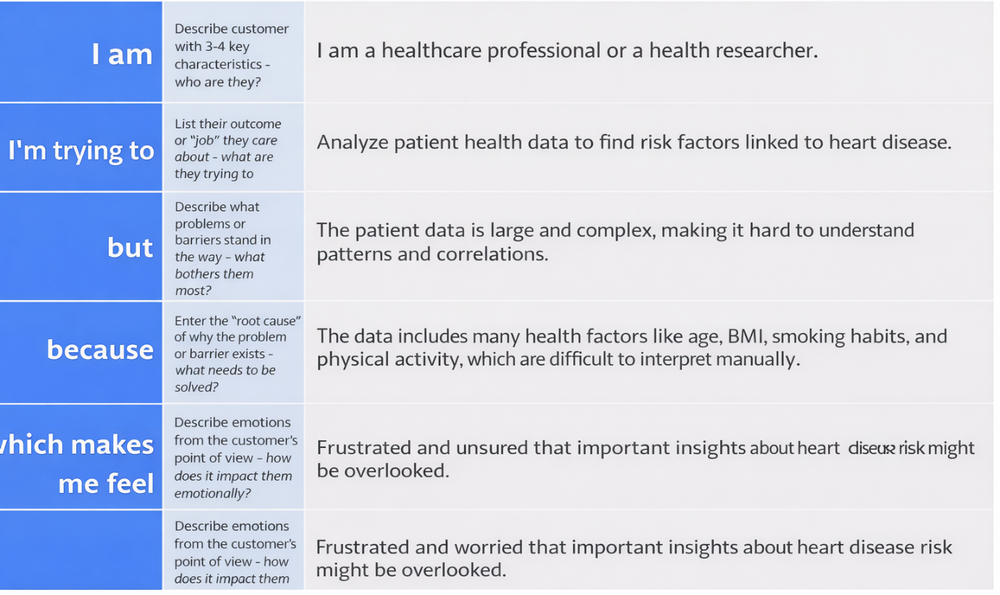 I am
Describe customer
with 3-4 key
characteristics -
who are they?
I am a healthcare professional or a health researcher.
I'm trying to
List their outcome
or "job" they care
about - what are
they trying to
Analyze patient health data to find risk factors linked to heart disease.
but
Describe what
problems or
barriers stand in
the way - what
bothers them
most?
The patient data is large and complex, making it hard to understand
patterns and correlations.
because
Enter the "root cause"
of why the problem
or barrier exists -
what needs to be
solved?
The data includes many health factors like age, BMI, smoking habits, and
physical activity, which are difficult to interpret manually.
which makes
me feel
Describe emotions
from the customer's
point of view - how
does it impact them
emotionally?
Frustrated and unsured that important insights about heart risk might
be overlooked.
Describe emotions
from the customer's
point of view - how
does it impact them
Frustrated and worried that important insights about heart disease risk
might be overlooked.